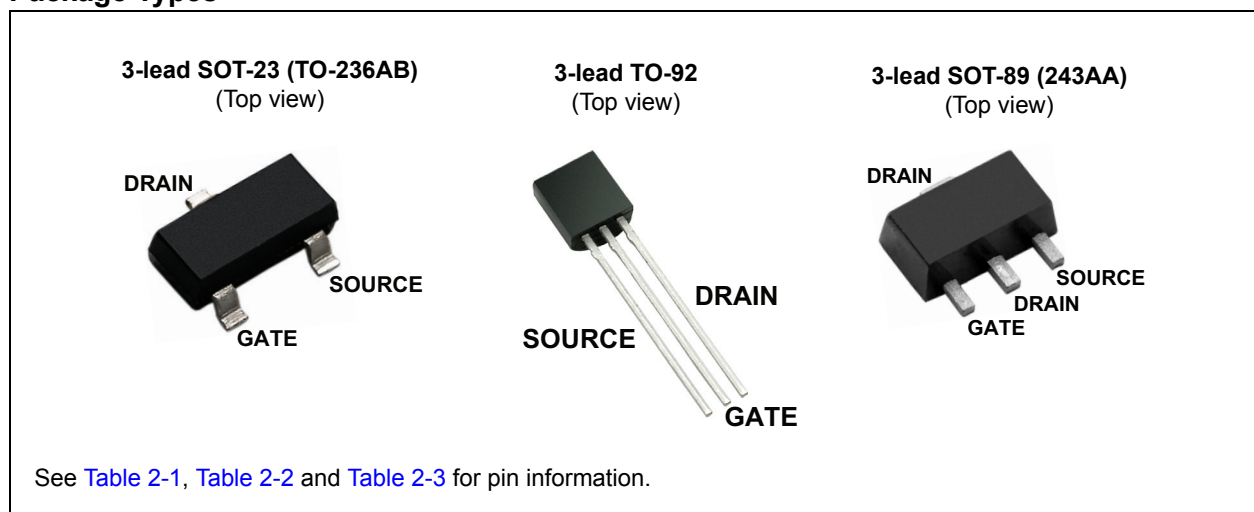 Package Types
3-lead SOT-23 (TO-236AB)
(Top view)
DRAIN
SOURCE
GATE
3-lead TO-92
(Top view)
DRAIN
SOURCE
GATE
3-lead SOT-89 (243AA)
(Top view)
DRAIN
SOURCE
DRAIN
GATE
See Table 2-1, Table 2-2 and Table 2-3 for pin information.